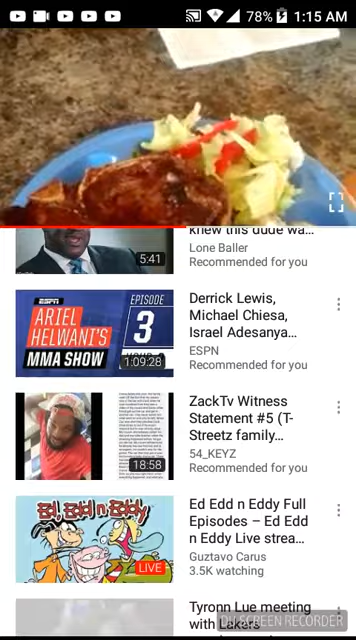 78% 1:15 AM
knew this dude wa...
Lone Baller
Recommended for you
5:41
ESPN
ARIEL
HELWANI'S
MMA SHOW
EPISODE
3
1:09:28
Derrick Lewis,
Michael Chiesa,
Israel Adesanya...
ESPN
Recommended for you
18:58
ZackTv Witness
Statement #5 (T-
Streetz family...
54_KEYZ
Recommended for you
Ed, Edd n Eddy
LIVE
Ed Edd n Eddy Full
Episodes – Ed Edd
n Eddy Live strea...
Guztavo Carus
3.5K watching
Tyronn Lue meeting
with Lakers
DU SCREEN RECORDER